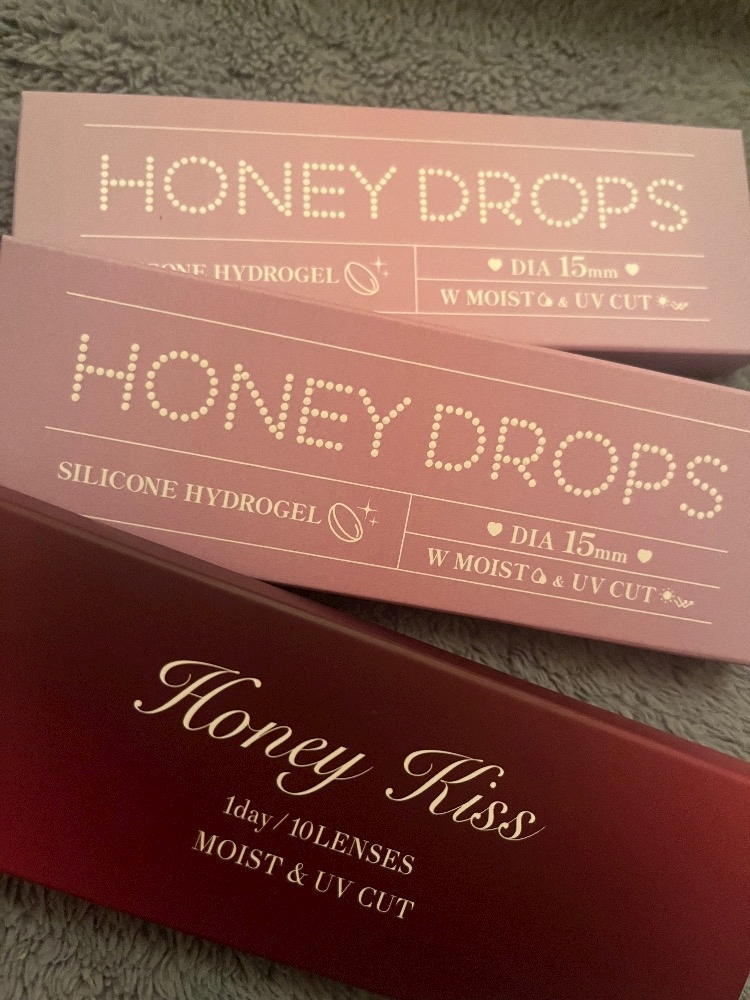 HONEY DROPS
HYDROGEL
DIA 15mm
W MOIST & UV CUT
HONEY DROPS
SILICONE HYDROGEL
DIA 15mm
W MOIST & UV CUT
Honey Kiss
1day / 10LENSES
MOIST & UV CUT